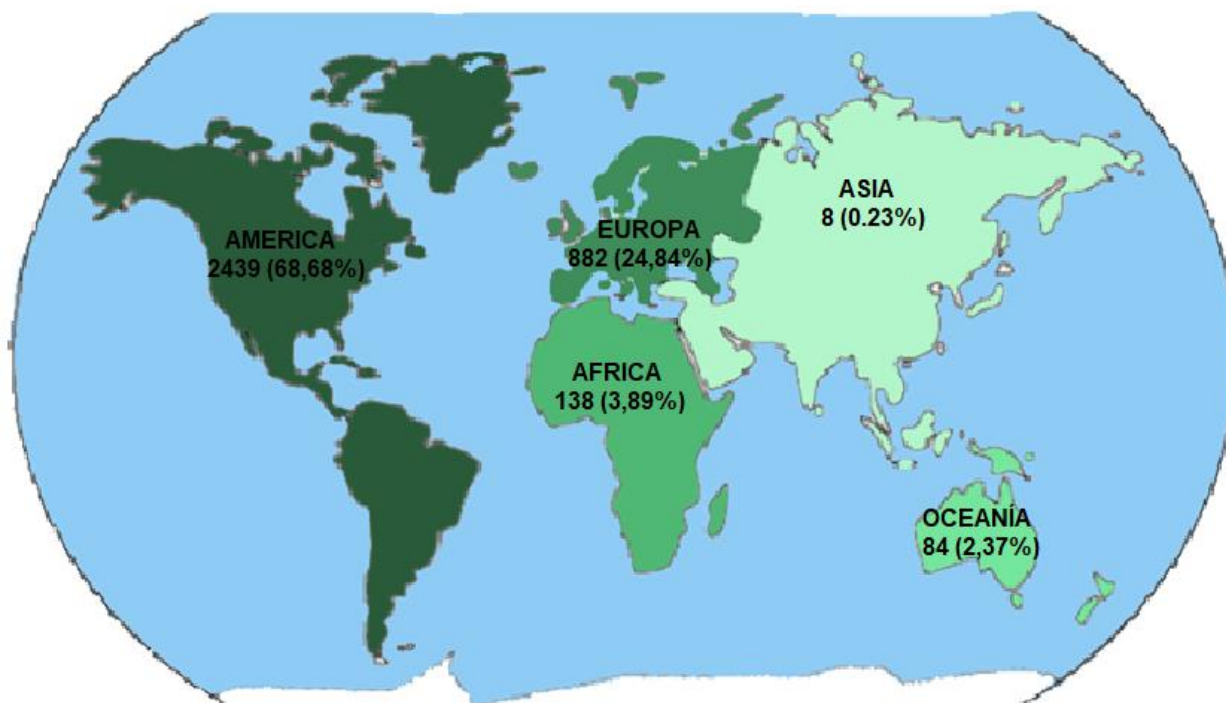 AMERICA
2439 (68,68%)
EUROPA
882 (24,84%)
ASIA
8 (0.23%)
AFRICA
138 (3,89%)
OCEANÍA
84 (2,37%)